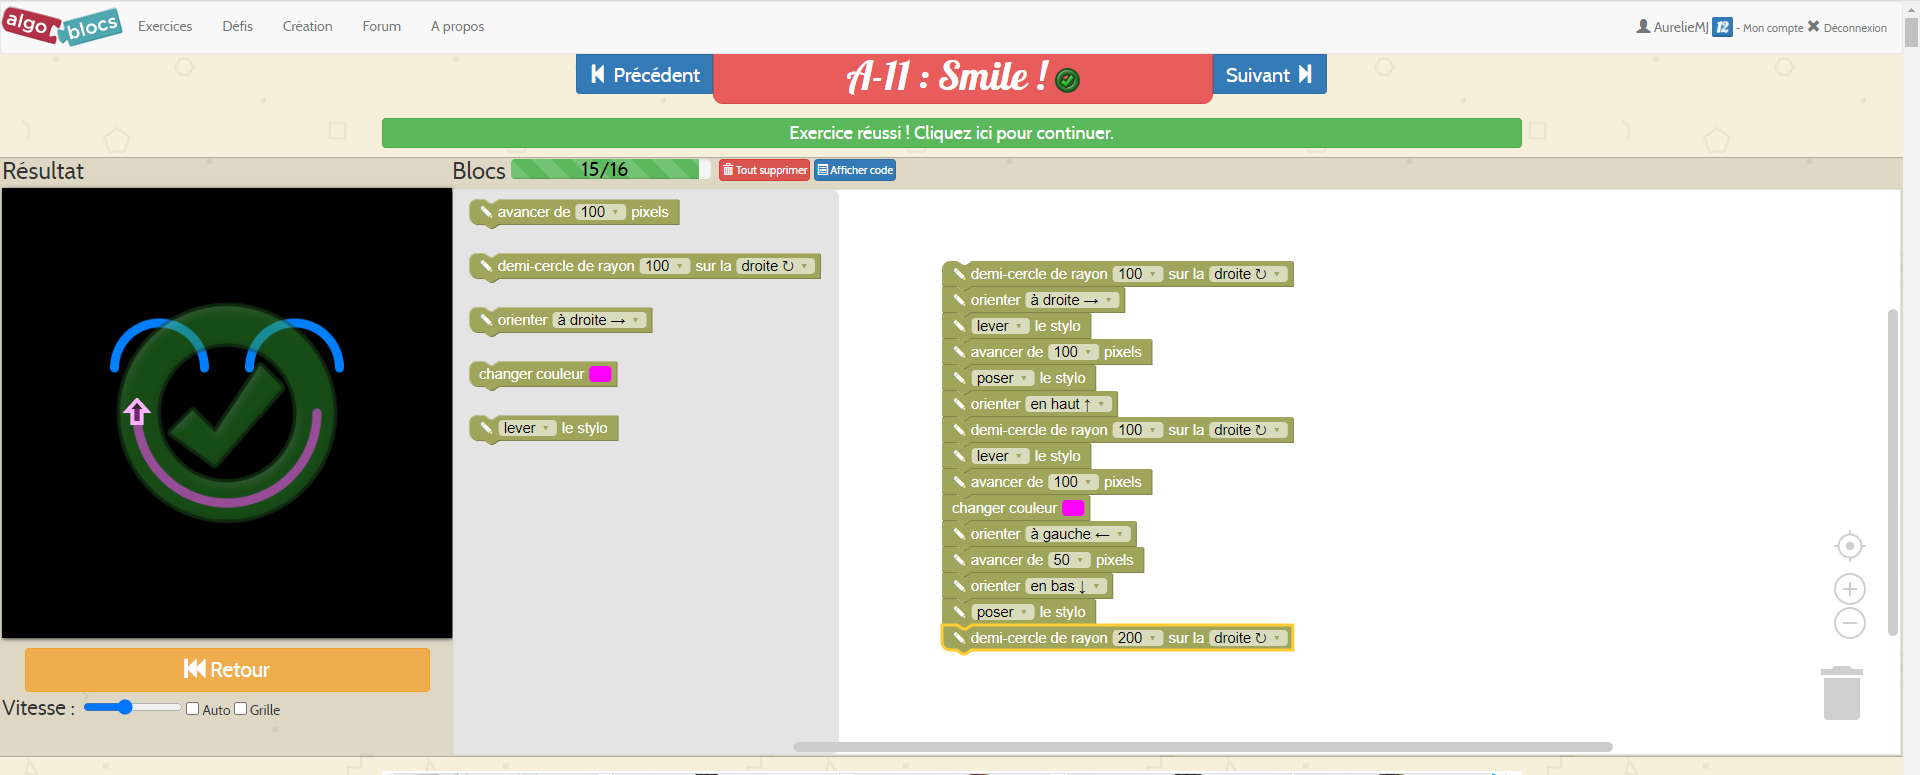 algo blocs
Exercices Défis Création Forum A propos
AurelieMJ 12 - Mon compte Déconnexion
Précédent
A-11 : Smile !
Suivant
Exercice réussi ! Cliquez ici pour continuer.
Résultat
Blocs 15/16 Tout supprimer Afficher code
avancer de 100 pixels
demi-cercle de rayon 100 sur la droite ↻
orienter à droite →
changer couleur
lever le stylo
demi-cercle de rayon 100 sur la droite ↻
orienter à droite →
lever le stylo
avancer de 100 pixels
poser le stylo
orienter en haut ↑
demi-cercle de rayon 100 sur la droite ↻
lever le stylo
avancer de 100 pixels
changer couleur
orienter à gauche ←
avancer de 50 pixels
orienter en bas ↓
poser le stylo
demi-cercle de rayon 200 sur la droite ↻
Retour
Vitesse : Auto Grille